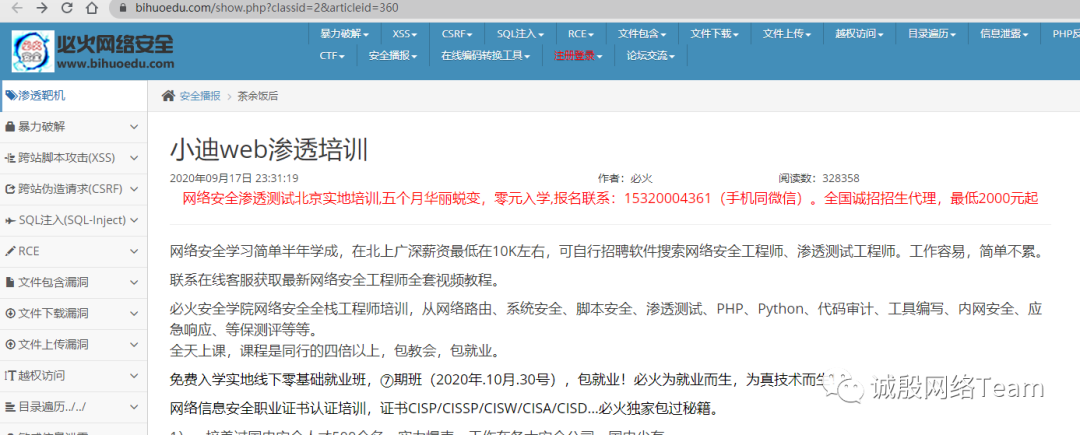 bihuoedu.com/show.php?classid=2&articleid=360
必火网络安全
www.bihuoedu.com
暴力破解 XSS CSRF SQL注入 RCE 文件包含 文件下载 文件上传 越权访问 目录遍历 信息泄露 PHP反
CTF 安全播报 在线编码转换工具 注册登录 论坛交流
渗透靶机
暴力破解
跨站脚本攻击(XSS)
跨站伪造请求(CSRF)
SQL注入(SQL-Inject)
RCE
文件包含漏洞
文件下载漏洞
文件上传漏洞
越权访问
目录遍历../../
安全播报 > 茶余饭后
小迪web渗透培训
2020年09月17日 23:31:19 作者：必火 阅读数：328358
网络安全渗透测试北京实地培训,五个月华丽蜕变，零元入学,报名联系：15320004361（手机同微信）。全国诚招招生代理，最低2000元起
网络安全学习简单半年学成，在北上广深薪资最低在10K左右，可自行招聘软件搜索网络安全工程师、渗透测试工程师。工作容易，简单不累。
联系在线客服获取最新网络安全工程师全套视频教程。
必火安全学院网络安全全栈工程师培训，从网络路由、系统安全、脚本安全、渗透测试、PHP、Python、代码审计、工具编写、内网安全、应
急响应、等保测评等等。
全天上课，课程是同行的四倍以上，包教会，包就业。
免费入学实地线下零基础就业班，⑦期班（2020年.10月.30号），包就业！必火为就业而生，为真技术而生
网络信息安全职业证书认证培训，证书CISP/CISSP/CISW/CISA/CISD...必火独家包过秘籍。
诚殷网络Team